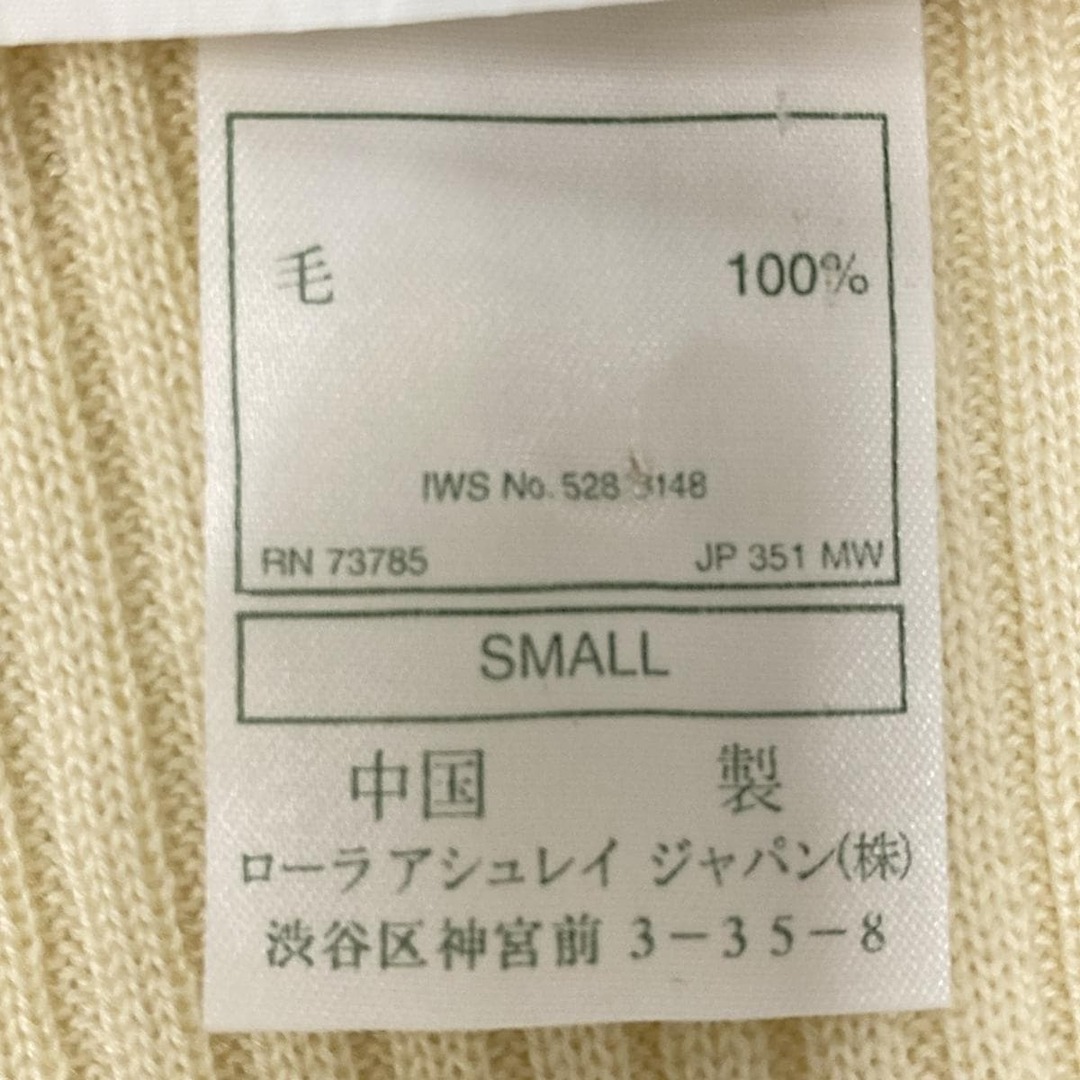 毛 100%
IWS No. 528 3148
RN 73785 JP 351 MW
SMALL
中国 製
ローラ アシュレイ ジャパン(株)
渋谷区神宮前 3-35-8